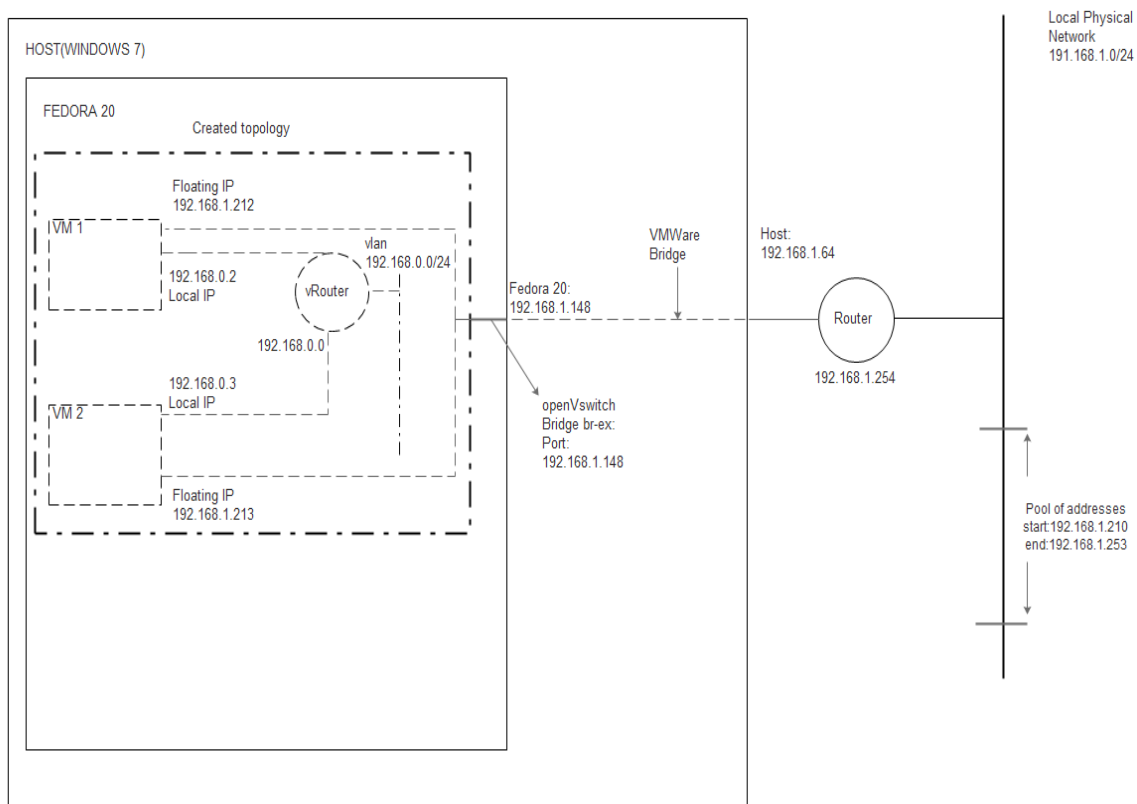 HOST(WINDOWS 7)
FEDORA 20
Created topology
Floating IP
192.168.1.212
VM 1
192.168.0.2
Local IP
vlan
192.168.0.0/24
vRouter
192.168.0.0
192.168.0.3
Local IP
VM 2
Floating IP
192.168.1.213
Fedora 20:
192.168.1.148
openVswitch
Bridge br-ex:
Port:
192.168.1.148
VMWare
Bridge
Host:
192.168.1.64
Router
192.168.1.254
Local Physical
Network
191.168.1.0/24
Pool of addresses
start:192.168.1.210
end:192.168.1.253